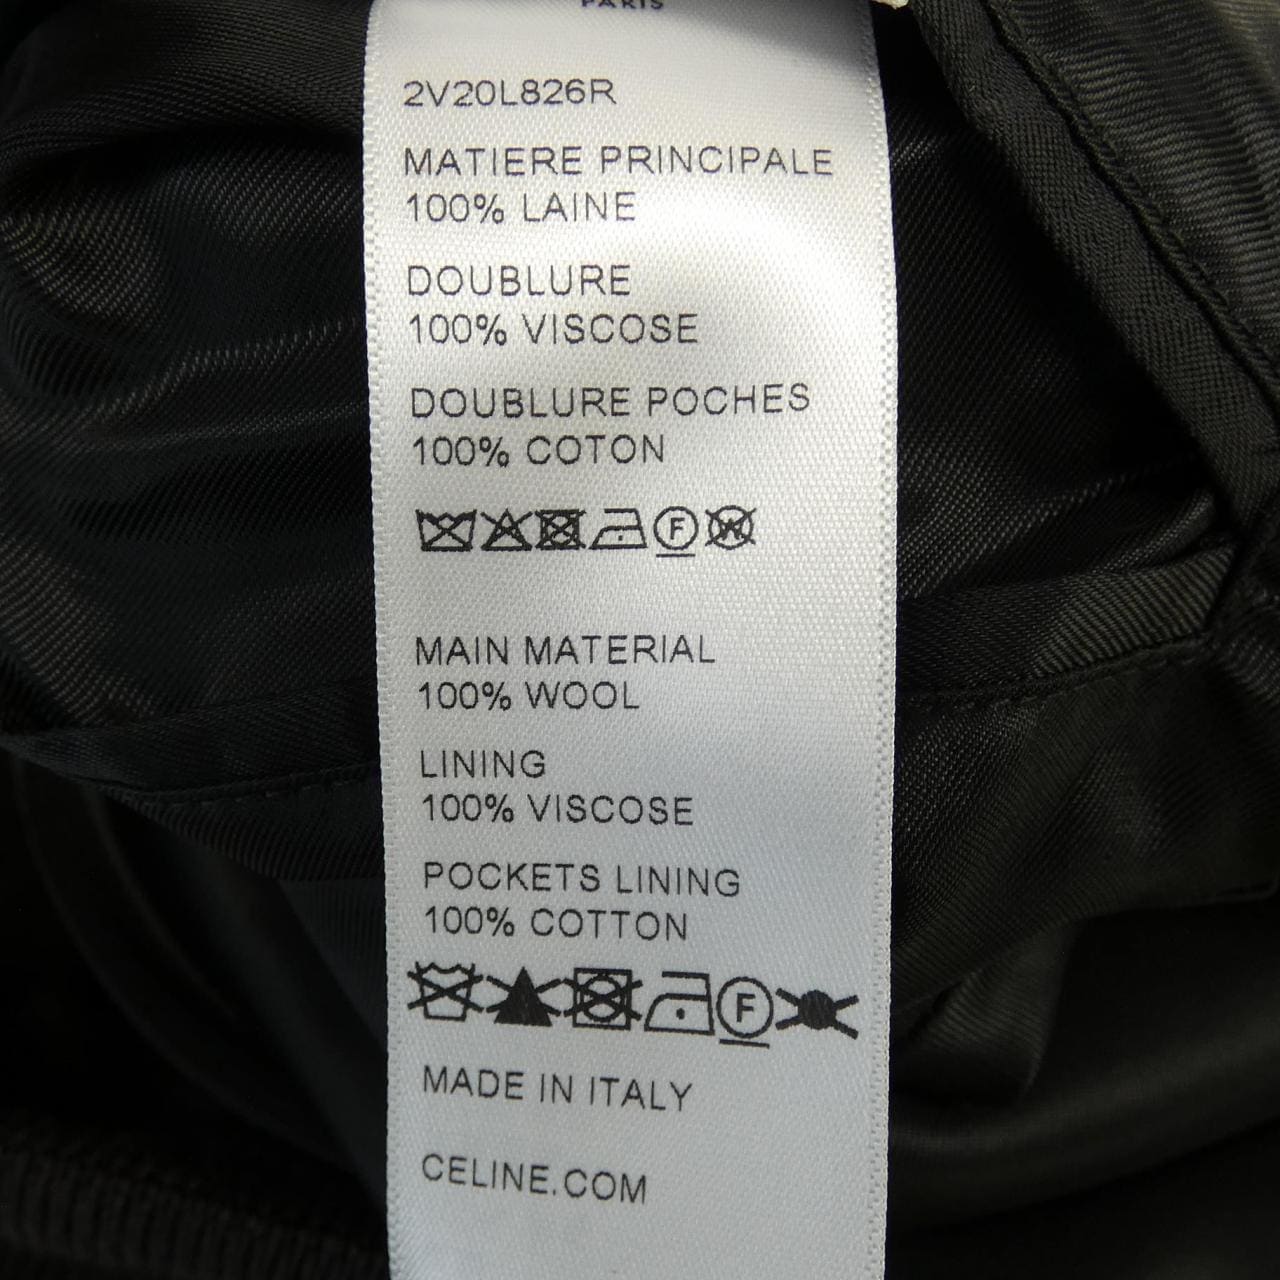 PARIS
2V20L826R
MATIERE PRINCIPALE
100% LAINE
DOUBLURE
100% VISCOSE
DOUBLURE POCHES
100% COTON
F W
MAIN MATERIAL
100% WOOL
LINING
100% VISCOSE
POCKETS LINING
100% COTTON
F
MADE IN ITALY
CELINE.COM